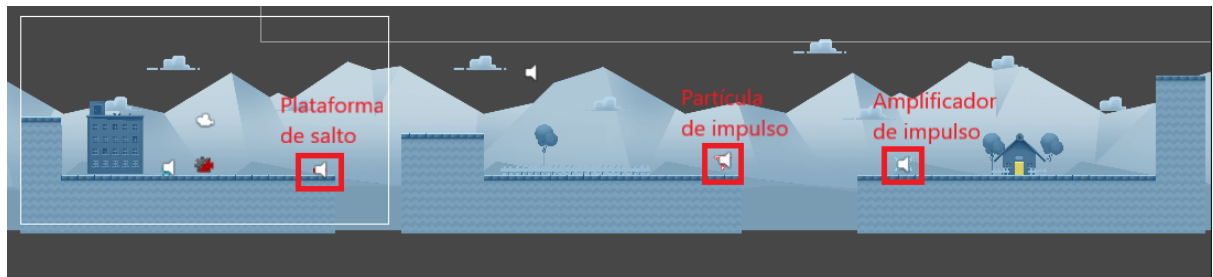 Plataforma
de salto
Partícula
de impulso
Amplificador
de impulso